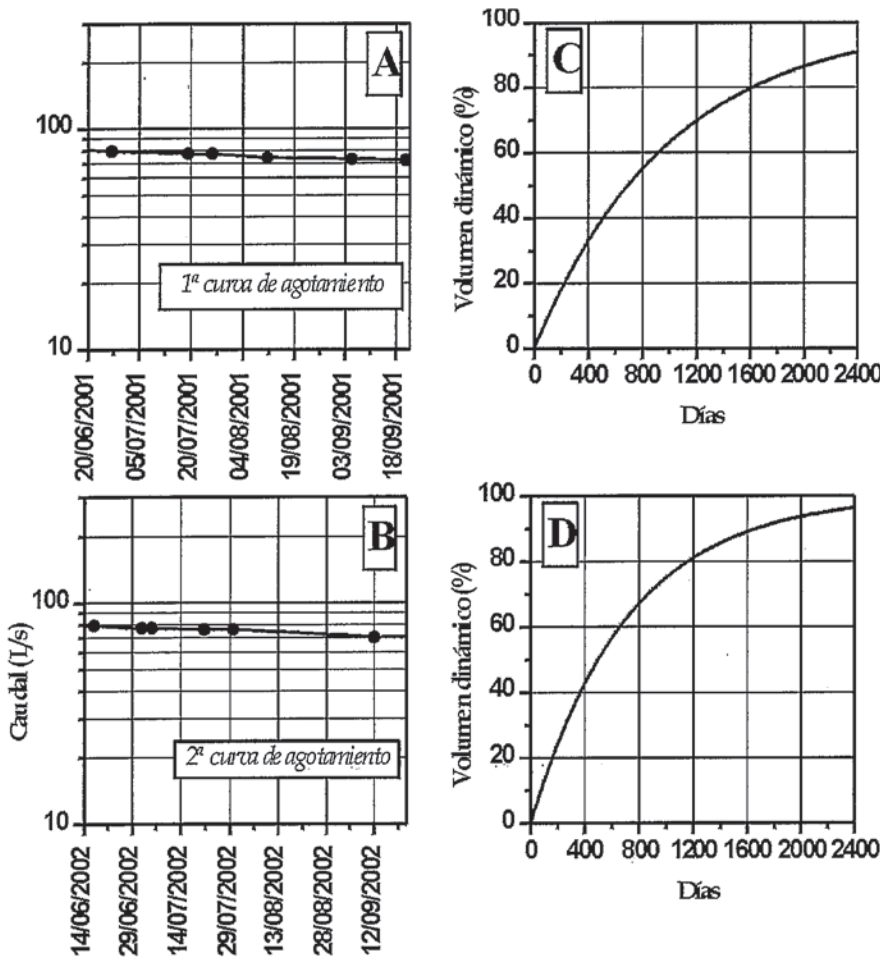 A
100
10
1ª curva de agotamiento
20/06/2001
05/07/2001
20/07/2001
04/08/2001
19/08/2001
03/09/2001
18/09/2001
C
Volumen dinámico (%)
100
80
60
40
20
0
0 400 800 1200 1600 2000 2400
Días
B
Caudal (L/s)
100
10
2ª curva de agotamiento
14/06/2002
29/06/2002
14/07/2002
29/07/2002
13/08/2002
28/08/2002
12/09/2002
D
Volumen dinámico (%)
100
80
60
40
20
0
0 400 800 1200 1600 2000 2400
Días